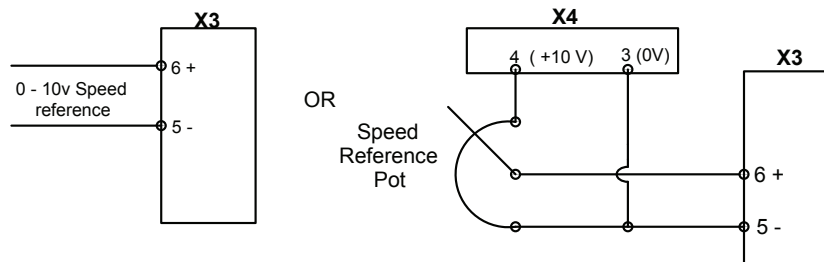 X3
6 +
0 - 10v Speed
reference
5 -
OR
X4
4 ( +10 V) 3 (0V)
X3
Speed
Reference
Pot
6 +
5 -